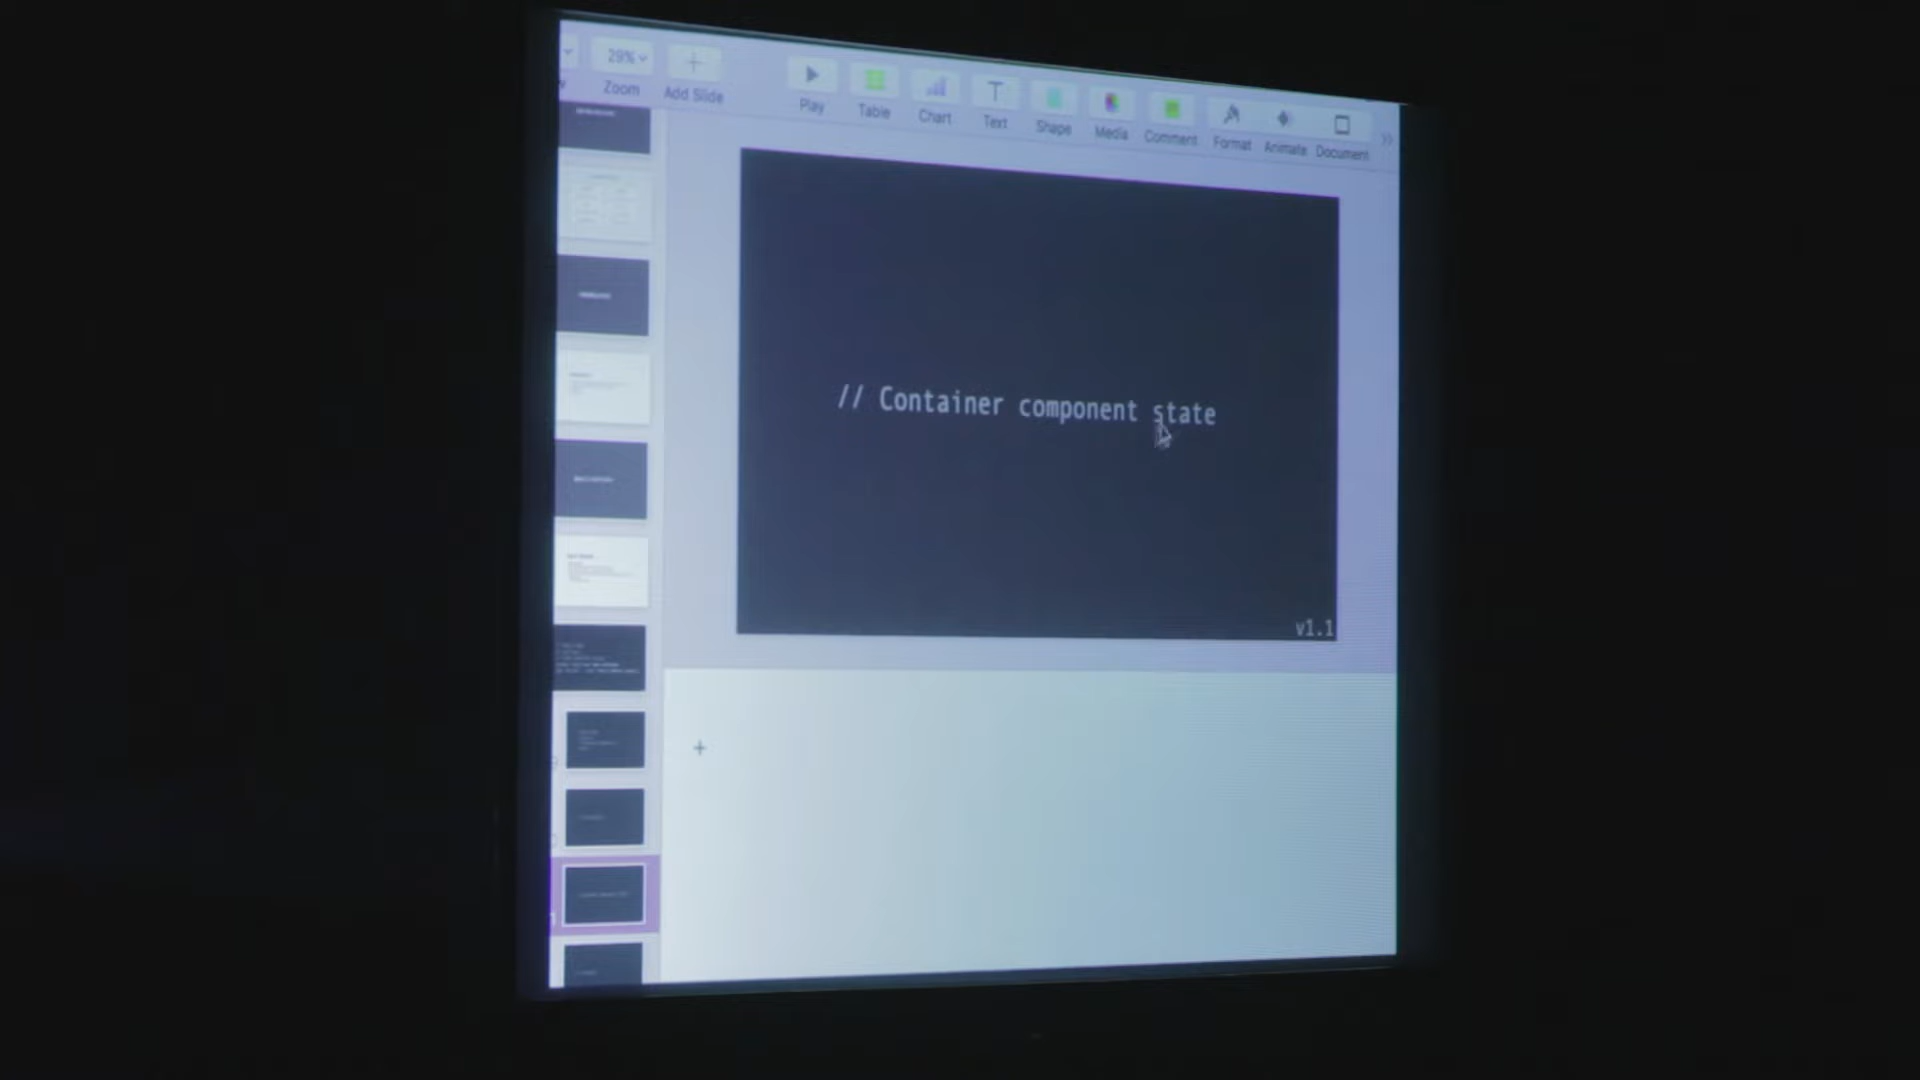 29%
Zoom
Add Slide
Play
Table
Chart
Text
Shape
Media
Comment
Format
Animate
Document
// Container component state
v1.1